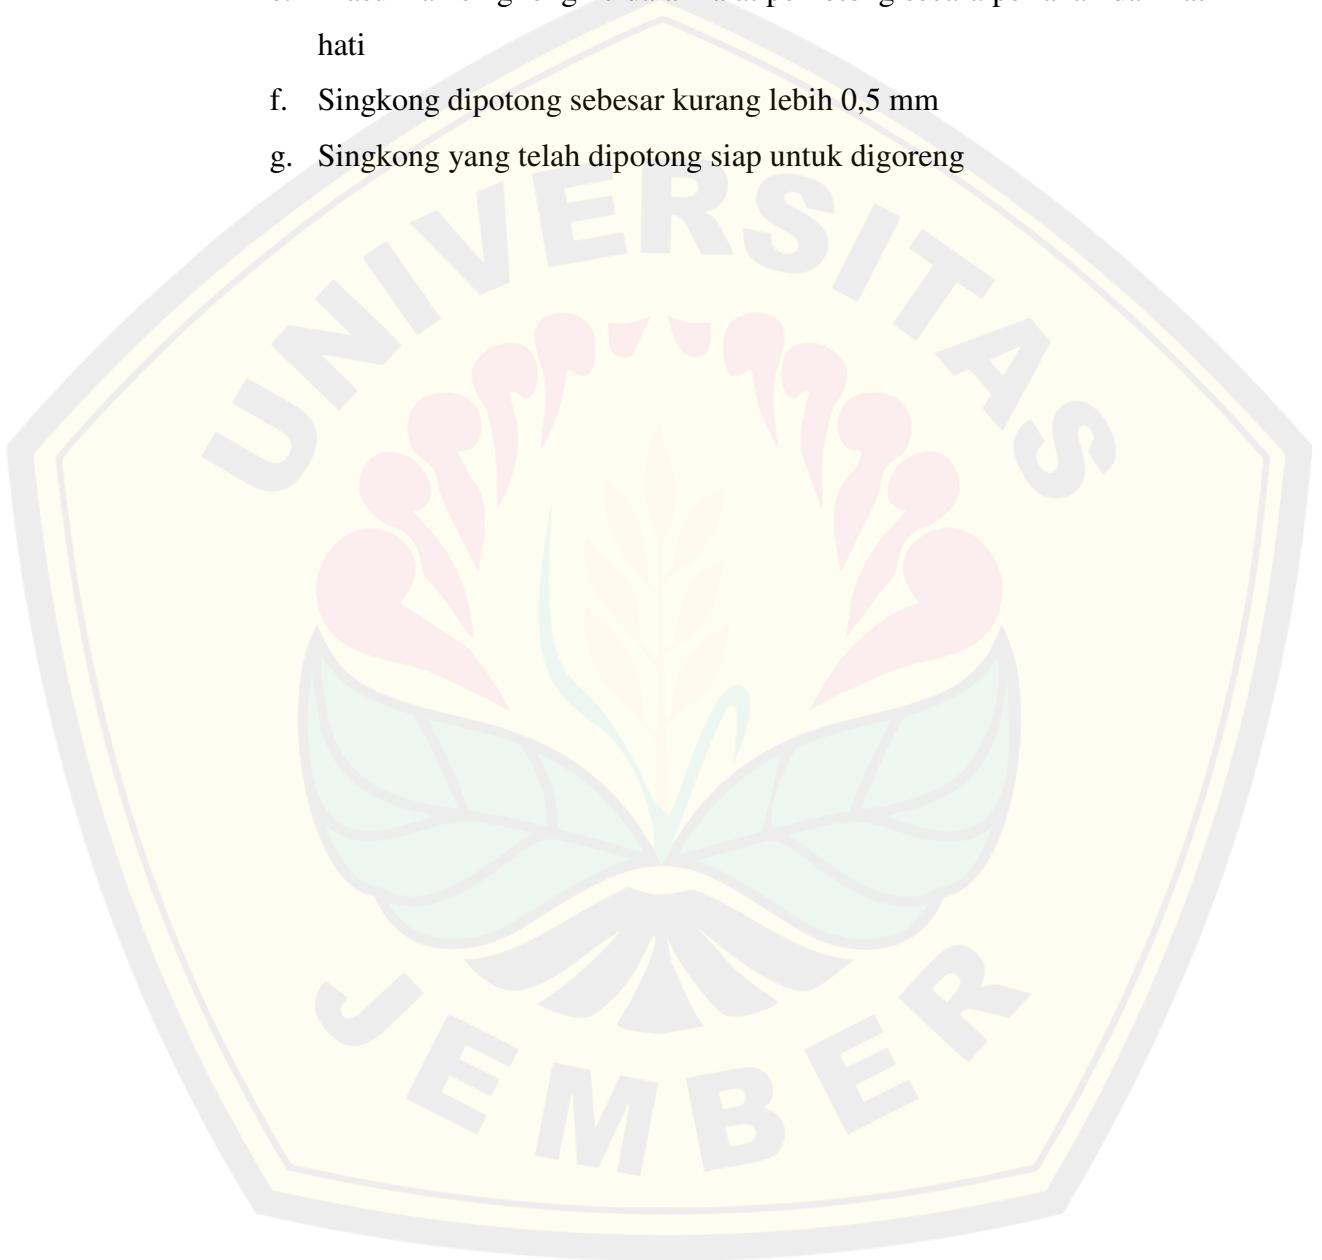 hati
f. Singkong dipotong sebesar kurang lebih 0,5 mm
g. Singkong yang telah dipotong siap untuk digoreng
UNIVERSITAS
JEMBER